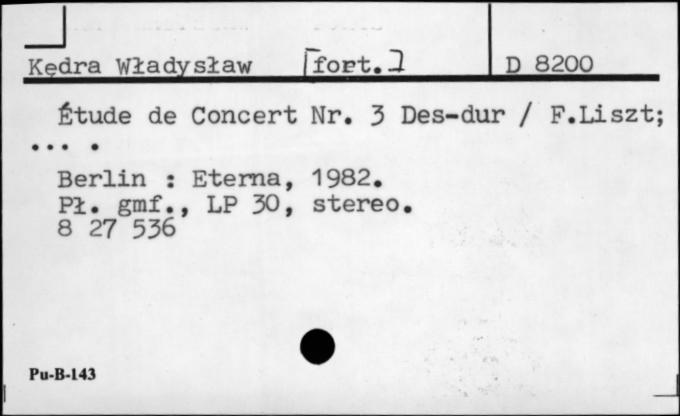 Kędra Władysław [fort.] D 8200
Étude de Concert Nr. 3 Des-dur / F.Liszt;
... .
Berlin : Eterna, 1982.
Pł. gmf., LP 30, stereo.
8 27 536
Pu-B-143